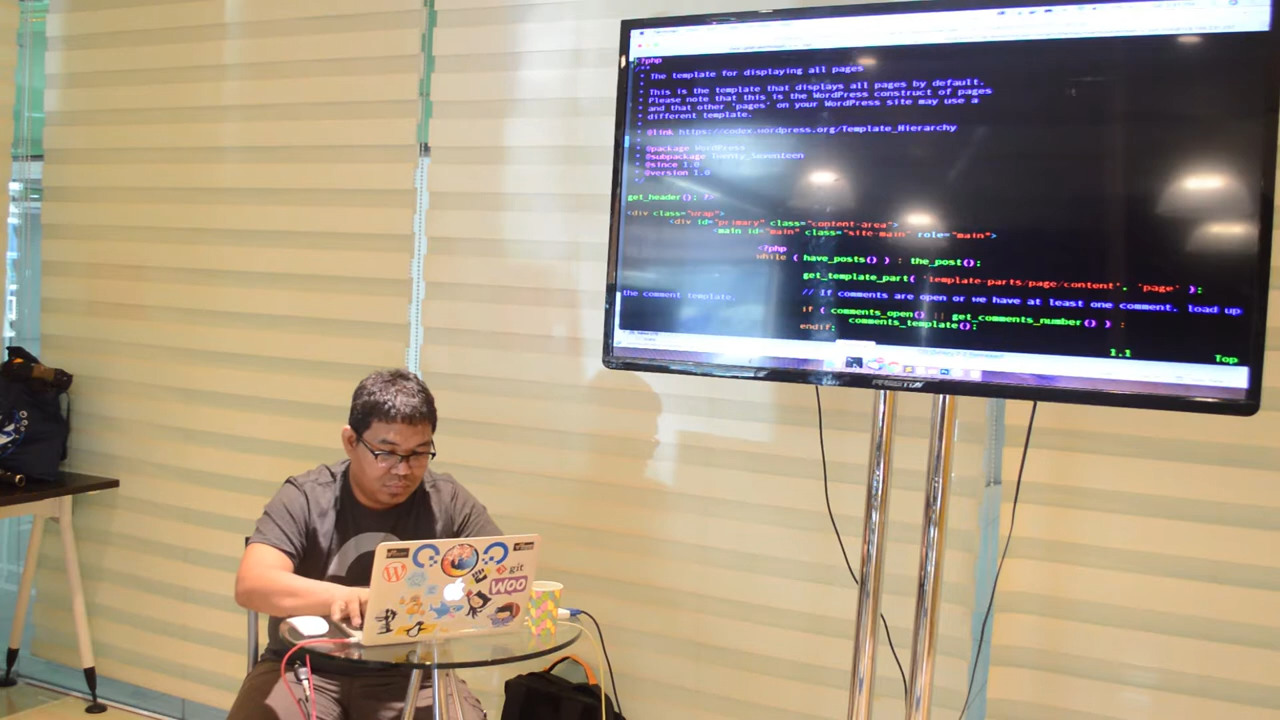 <?php
/**
 * The template for displaying all pages
 *
 * This is the template that displays all pages by default.
 * Please note that this is the WordPress construct of pages
 * and that other 'pages' on your WordPress site may use a
 * different template.
 *
 * @link https://codex.wordpress.org/Template_Hierarchy
 *
 * @package WordPress
 * @subpackage Twenty_Seventeen
 * @since 1.0
 * @version 1.0
 */
get_header(); ?>
<div class="wrap">
<div id="primary" class="content-area">
<main id="main" class="site-main" role="main">
<?php
while ( have_posts() ) : the_post();
get_template_part( 'template-parts/page/content', 'page' );
// If comments are open or we have at least one comment, load up
the comment template.
if ( comments_open() || get_comments_number() ) :
comments_template();
endif;
1,1
Top
git
WOO